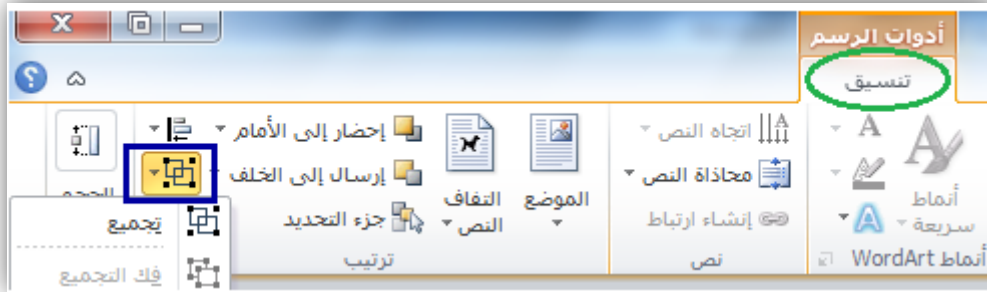 أدوات الرسم
تنسيق
A
أنماط سريعة
أنماط WordArt
اتجاه النص
محاذاة النص
إنشاء ارتباط
نص
الموضع
التفاف النص
إحضار إلى الأمام
إرسال إلى الخلف
جزء التحديد
ترتيب
تجميع
فك التجميع